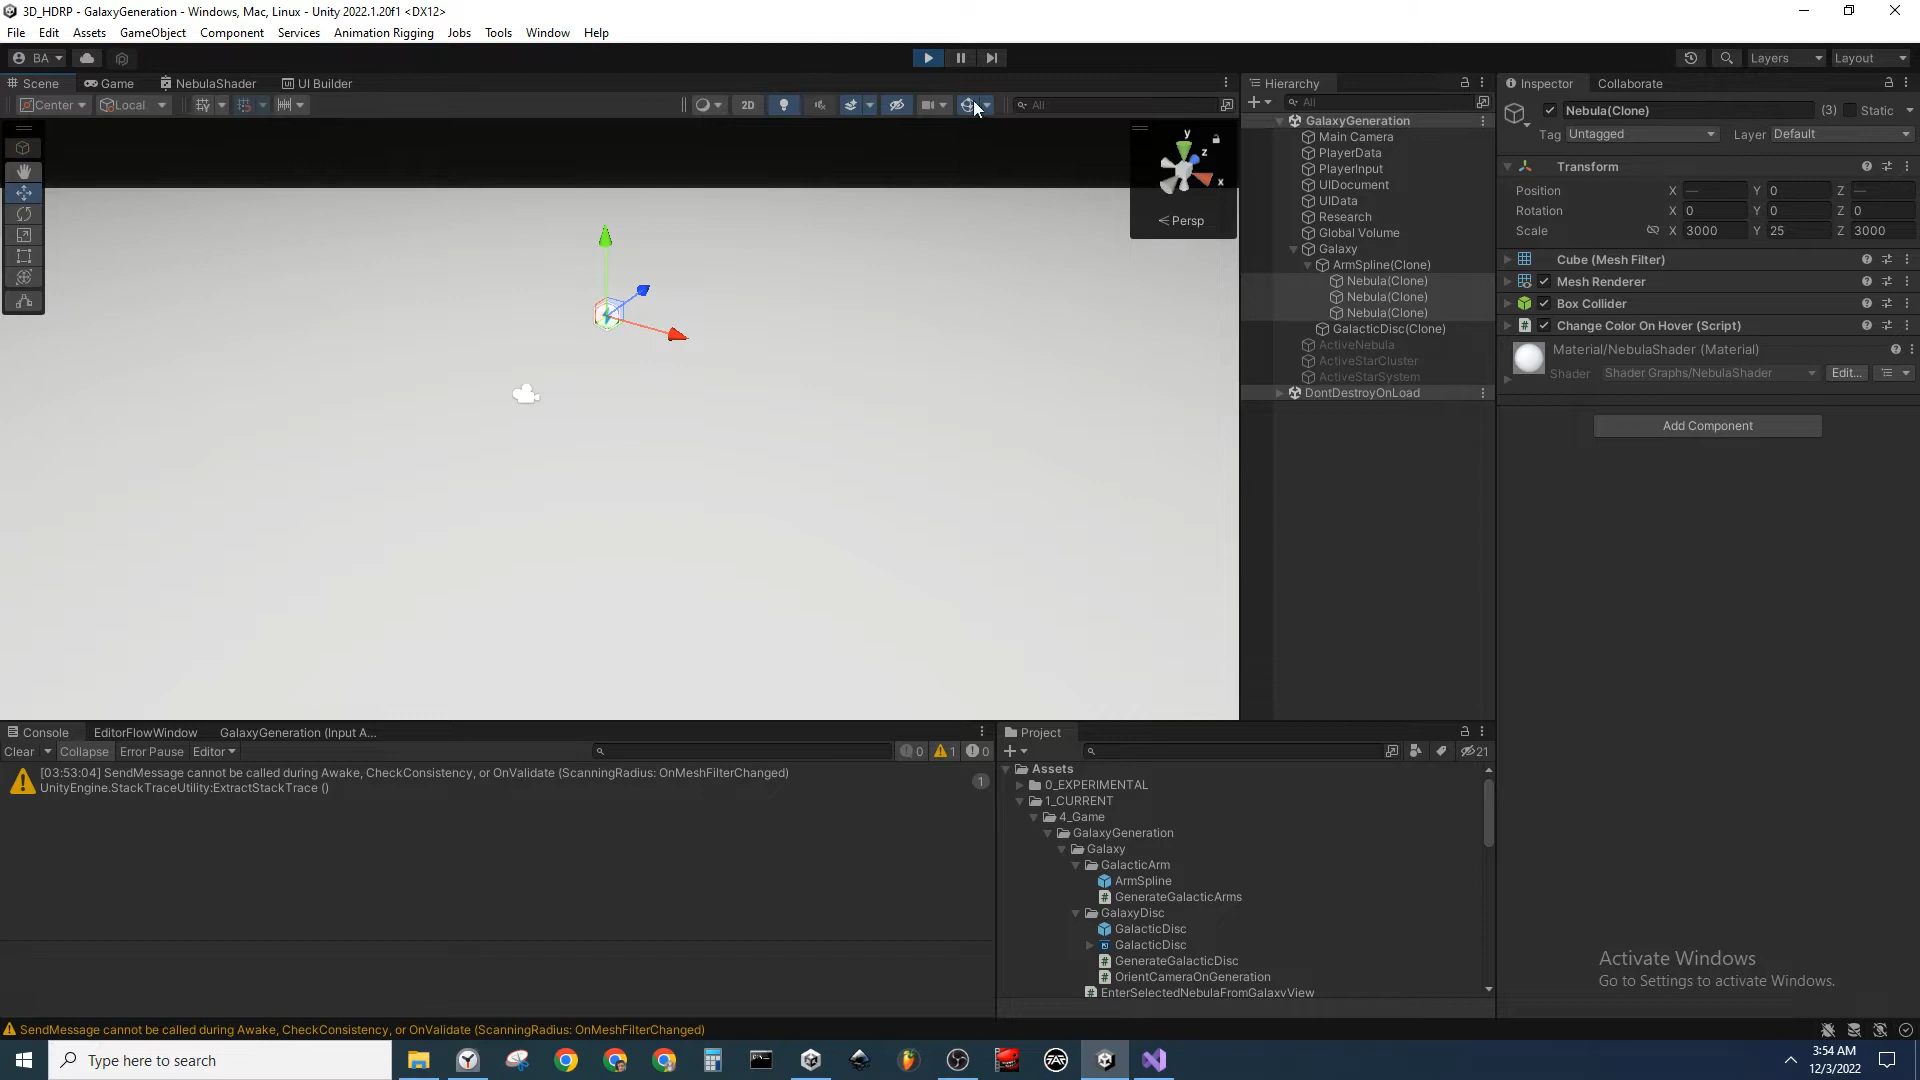 3D_HDRP - GalaxyGeneration - Windows, Mac, Linux - Unity 2022.1.20f1 <DX12>
File Edit Assets GameObject Component Services Animation Rigging Jobs Tools Window Help
BA Layers Layout
Scene Game NebulaShader UI Builder
Center Local 2D All
y
z
x
Persp
Hierarchy
All
GalaxyGeneration
Main Camera
PlayerData
PlayerInput
UIDocument
UIData
Research
Global Volume
Galaxy
ArmSpline(Clone)
Nebula(Clone)
Nebula(Clone)
Nebula(Clone)
GalacticDisc(Clone)
ActiveNebula
ActiveStarCluster
ActiveStarSystem
DontDestroyOnLoad
Inspector Collaborate
Nebula(Clone) (3) Static
Tag Untagged Layer Default
Transform
Position X — Y 0 Z —
Rotation X 0 Y 0 Z 0
Scale X 3000 Y 25 Z 3000
Cube (Mesh Filter)
Mesh Renderer
Box Collider
Change Color On Hover (Script)
Material/NebulaShader (Material)
Shader Shader Graphs/NebulaShader Edit...
Add Component
Console EditorFlowWindow GalaxyGeneration (Input A...
Clear Collapse Error Pause Editor 0 1 0
[03:53:04] SendMessage cannot be called during Awake, CheckConsistency, or OnValidate (ScanningRadius: OnMeshFilterChanged)
UnityEngine.StackTraceUtility:ExtractStackTrace ()
1
Project
21
Assets
0_EXPERIMENTAL
1_CURRENT
4_Game
GalaxyGeneration
Galaxy
GalacticArm
ArmSpline
GenerateGalacticArms
GalaxyDisc
GalacticDisc
GalacticDisc
GenerateGalacticDisc
OrientCameraOnGeneration
EnterSelectedNebulaFromGalaxyView
Activate Windows
Go to Settings to activate Windows.
SendMessage cannot be called during Awake, CheckConsistency, or OnValidate (ScanningRadius: OnMeshFilterChanged)
Type here to search
3:54 AM
12/3/2022